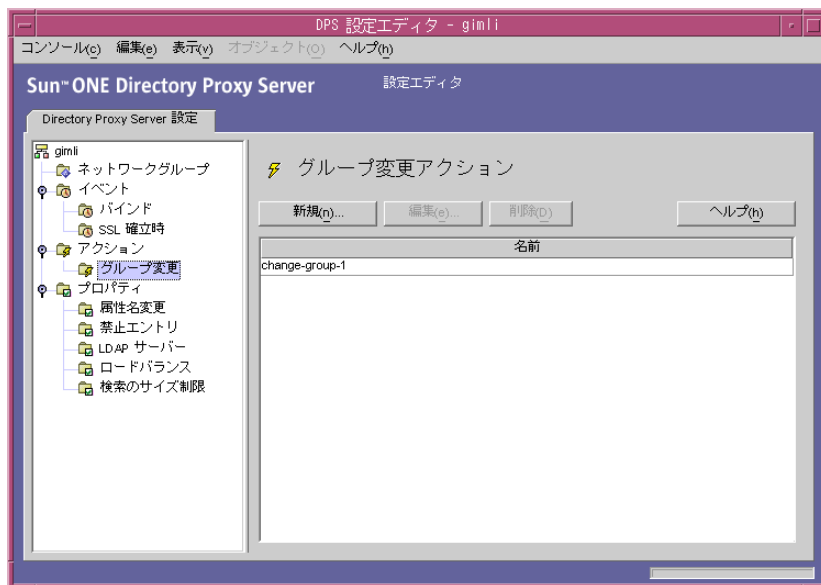 DPS 設定エディタ - gimli
コンソール(c) 編集(e) 表示(v) オブジェクト(O) ヘルプ(h)
Sun™ ONE Directory Proxy Server 設定エディタ
Directory Proxy Server 設定
gimli
ネットワークグループ
イベント
バインド
SSL 確立時
アクション
グループ変更
プロパティ
属性名変更
禁止エントリ
LDAP サーバー
ロードバランス
検索のサイズ制限
グループ変更アクション
新規(n)... 編集(e)... 削除(D) ヘルプ(h)
名前
change-group-1